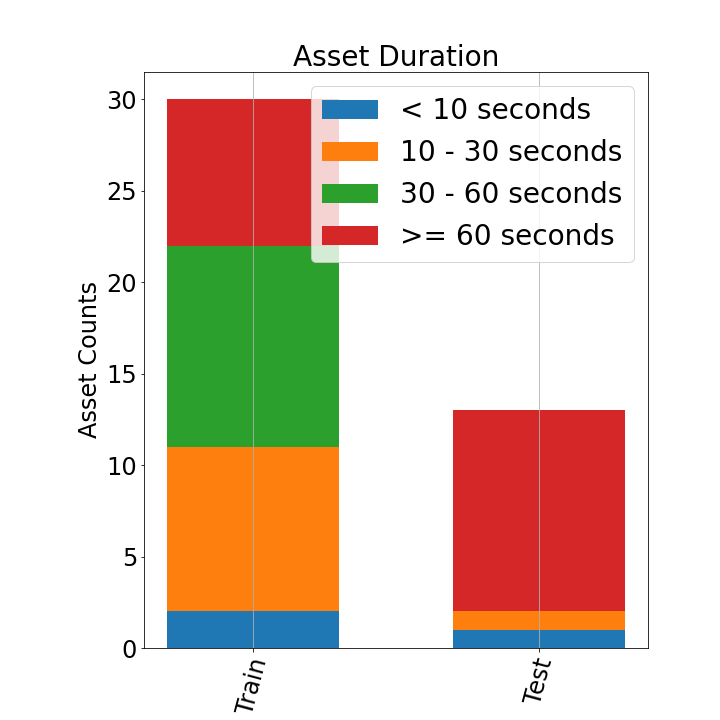 Asset Duration
30
25
20
15
10
5
0
Asset Counts
< 10 seconds
10 - 30 seconds
30 - 60 seconds
>= 60 seconds
Train
Test